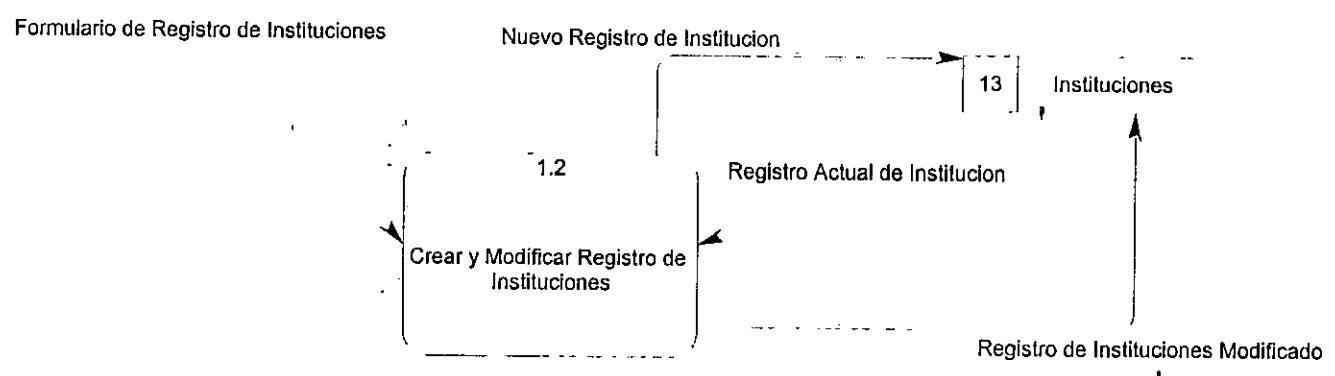 Formulario de Registro de Instituciones
Nuevo Registro de Institucion
13
Instituciones
1.2
Registro Actual de Institucion
Crear y Modificar Registro de
Instituciones
Registro de Instituciones Modificado